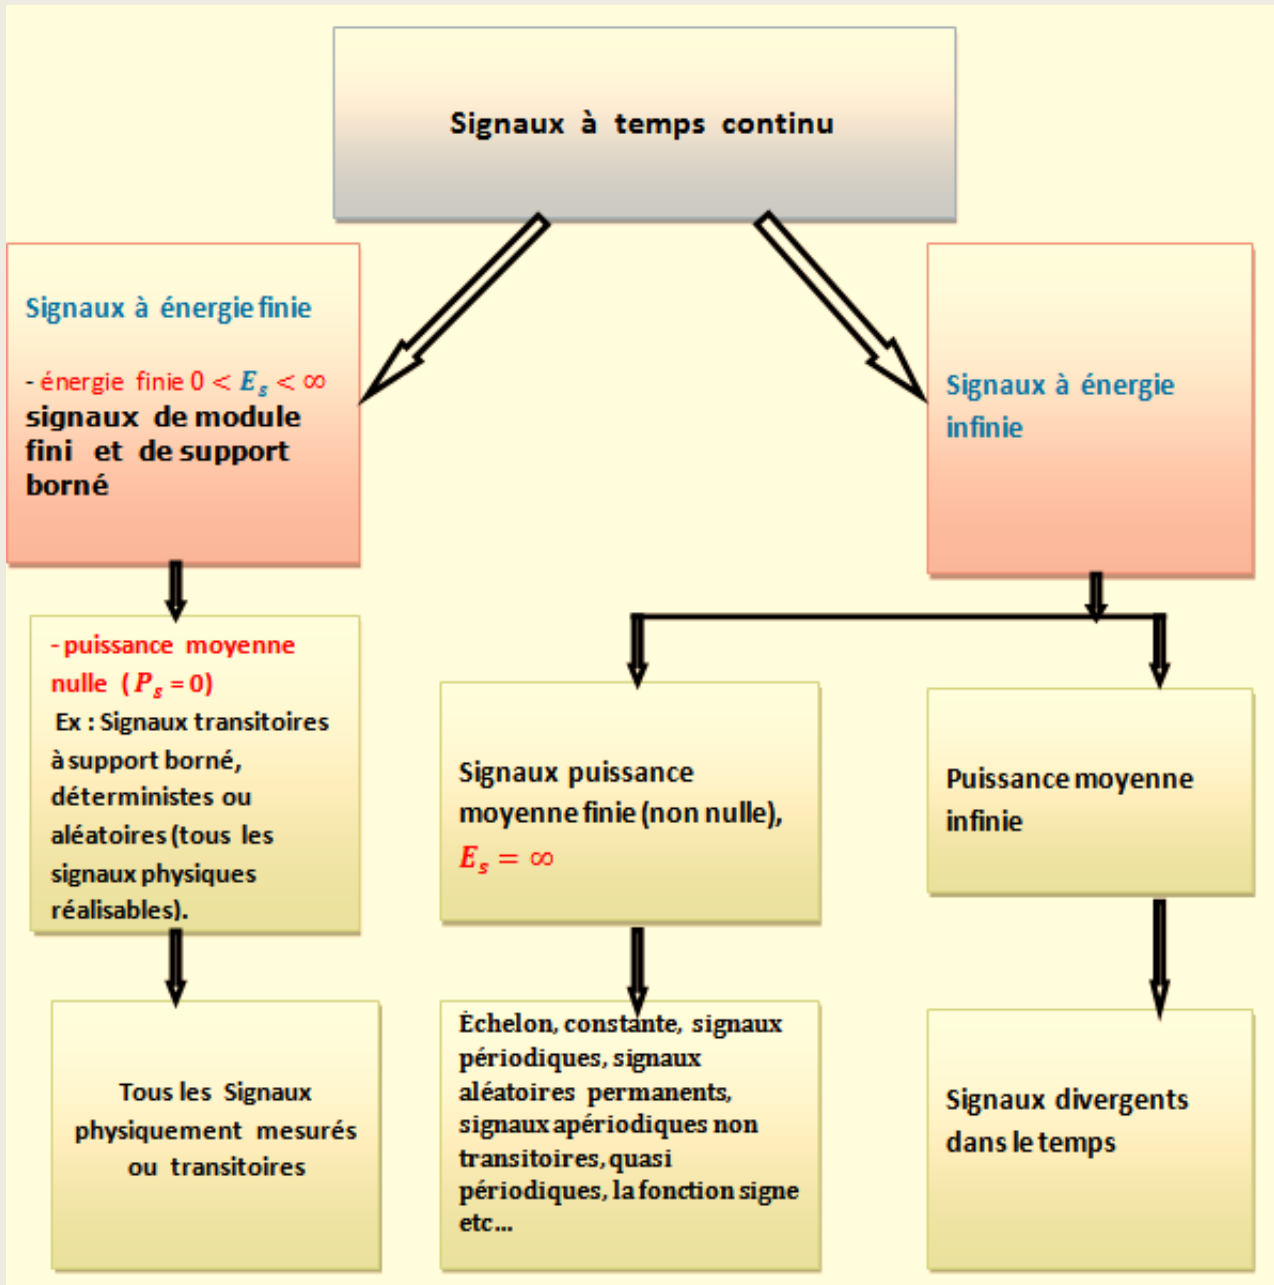 Signaux à temps continu
Signaux à énergie finie
- énergie finie 0 < E_s < ∞
signaux de module
fini et de support
borné
Signaux à énergie
infinie
- puissance moyenne
nulle ( P_s = 0)
Ex : Signaux transitoires
à support borné,
déterministes ou
aléatoires (tous les
signaux physiques
réalisables).
Signaux puissance
moyenne finie (non nulle),
E_s = ∞
Puissance moyenne
infinie
Tous les Signaux
physiquement mesurés
ou transitoires
Échelon, constante, signaux
périodiques, signaux
aléatoires permanents,
signaux apériodiques non
transitoires, quasi
périodiques, la fonction signe
etc...
Signaux divergents
dans le temps